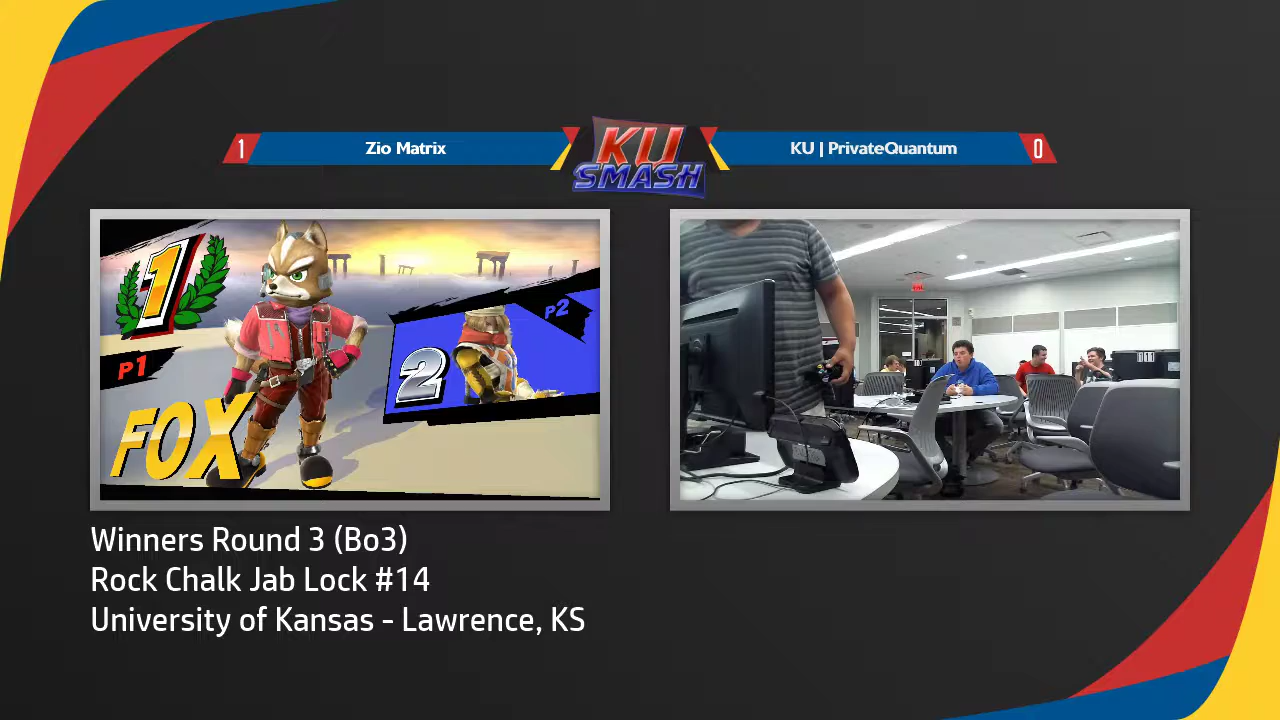 1 Zio Matrix KU SMASH KU | PrivateQuantum 0
1
P1
FOX
P2
2
Winners Round 3 (Bo3)
Rock Chalk Jab Lock #14
University of Kansas - Lawrence, KS